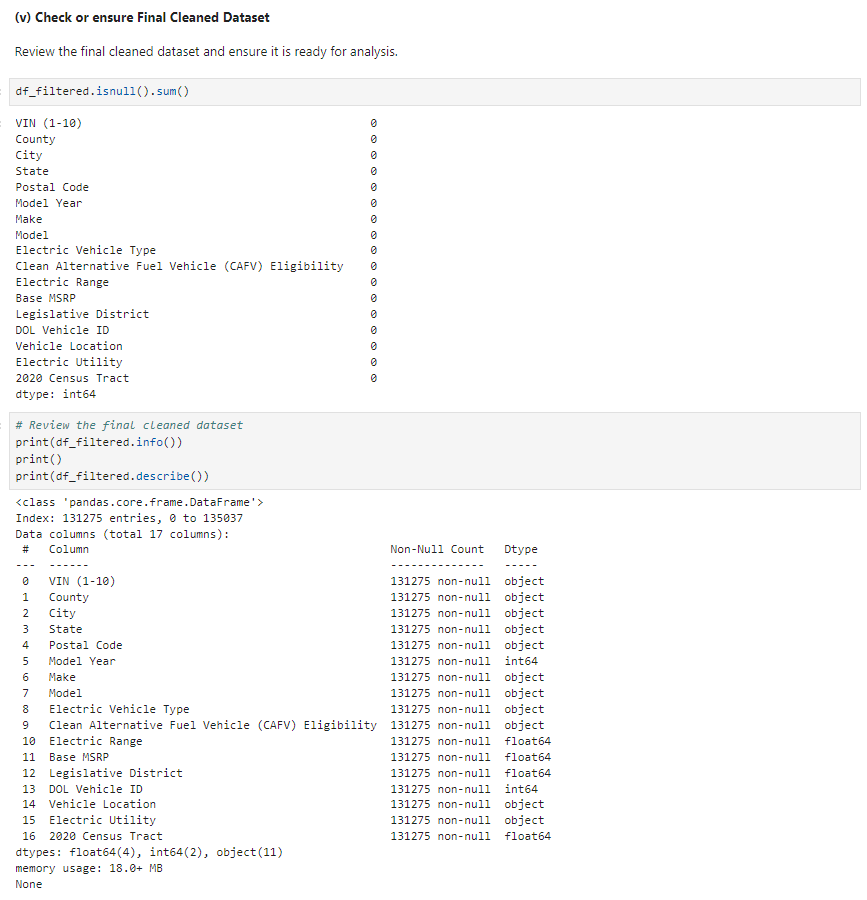 (v) Check or ensure Final Cleaned Dataset
Review the final cleaned dataset and ensure it is ready for analysis.
df_filtered.isnull().sum()
VIN (1-10) 0
County 0
City 0
State 0
Postal Code 0
Model Year 0
Make 0
Model 0
Electric Vehicle Type 0
Clean Alternative Fuel Vehicle (CAFV) Eligibility 0
Electric Range 0
Base MSRP 0
Legislative District 0
DOL Vehicle ID 0
Vehicle Location 0
Electric Utility 0
2020 Census Tract 0
dtype: int64
# Review the final cleaned dataset
print(df_filtered.info())
print()
print(df_filtered.describe())
<class 'pandas.core.frame.DataFrame'>
Index: 131275 entries, 0 to 135037
Data columns (total 17 columns):
# Column Non-Null Count Dtype
--- ------ -------------- -----
0 VIN (1-10) 131275 non-null object
1 County 131275 non-null object
2 City 131275 non-null object
3 State 131275 non-null object
4 Postal Code 131275 non-null object
5 Model Year 131275 non-null int64
6 Make 131275 non-null object
7 Model 131275 non-null object
8 Electric Vehicle Type 131275 non-null object
9 Clean Alternative Fuel Vehicle (CAFV) Eligibility 131275 non-null object
10 Electric Range 131275 non-null float64
11 Base MSRP 131275 non-null float64
12 Legislative District 131275 non-null float64
13 DOL Vehicle ID 131275 non-null int64
14 Vehicle Location 131275 non-null object
15 Electric Utility 131275 non-null object
16 2020 Census Tract 131275 non-null float64
dtypes: float64(4), int64(2), object(11)
memory usage: 18.0+ MB
None